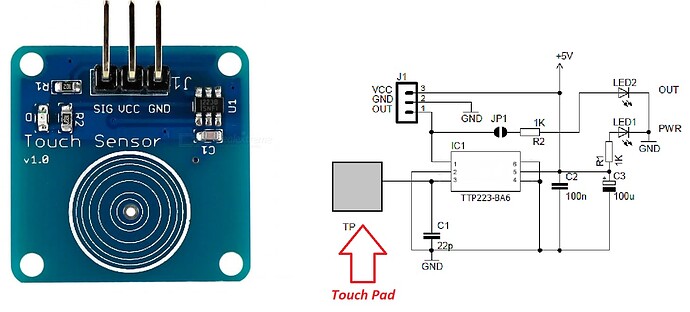 J1
R1
SIG VCC GND
U1
D
R2
C1
Touch Sensor
v1.0
+5V
J1
VCC 3
GND 2
OUT 1
GND
JP1
1K
R2
LED2
OUT
LED1
PWR
GND
R1
1K
IC1
1
2
3
6
5
4
TTP223-BA6
C2
100n
C3
+
100u
TP
C1
22p
GND
Touch Pad